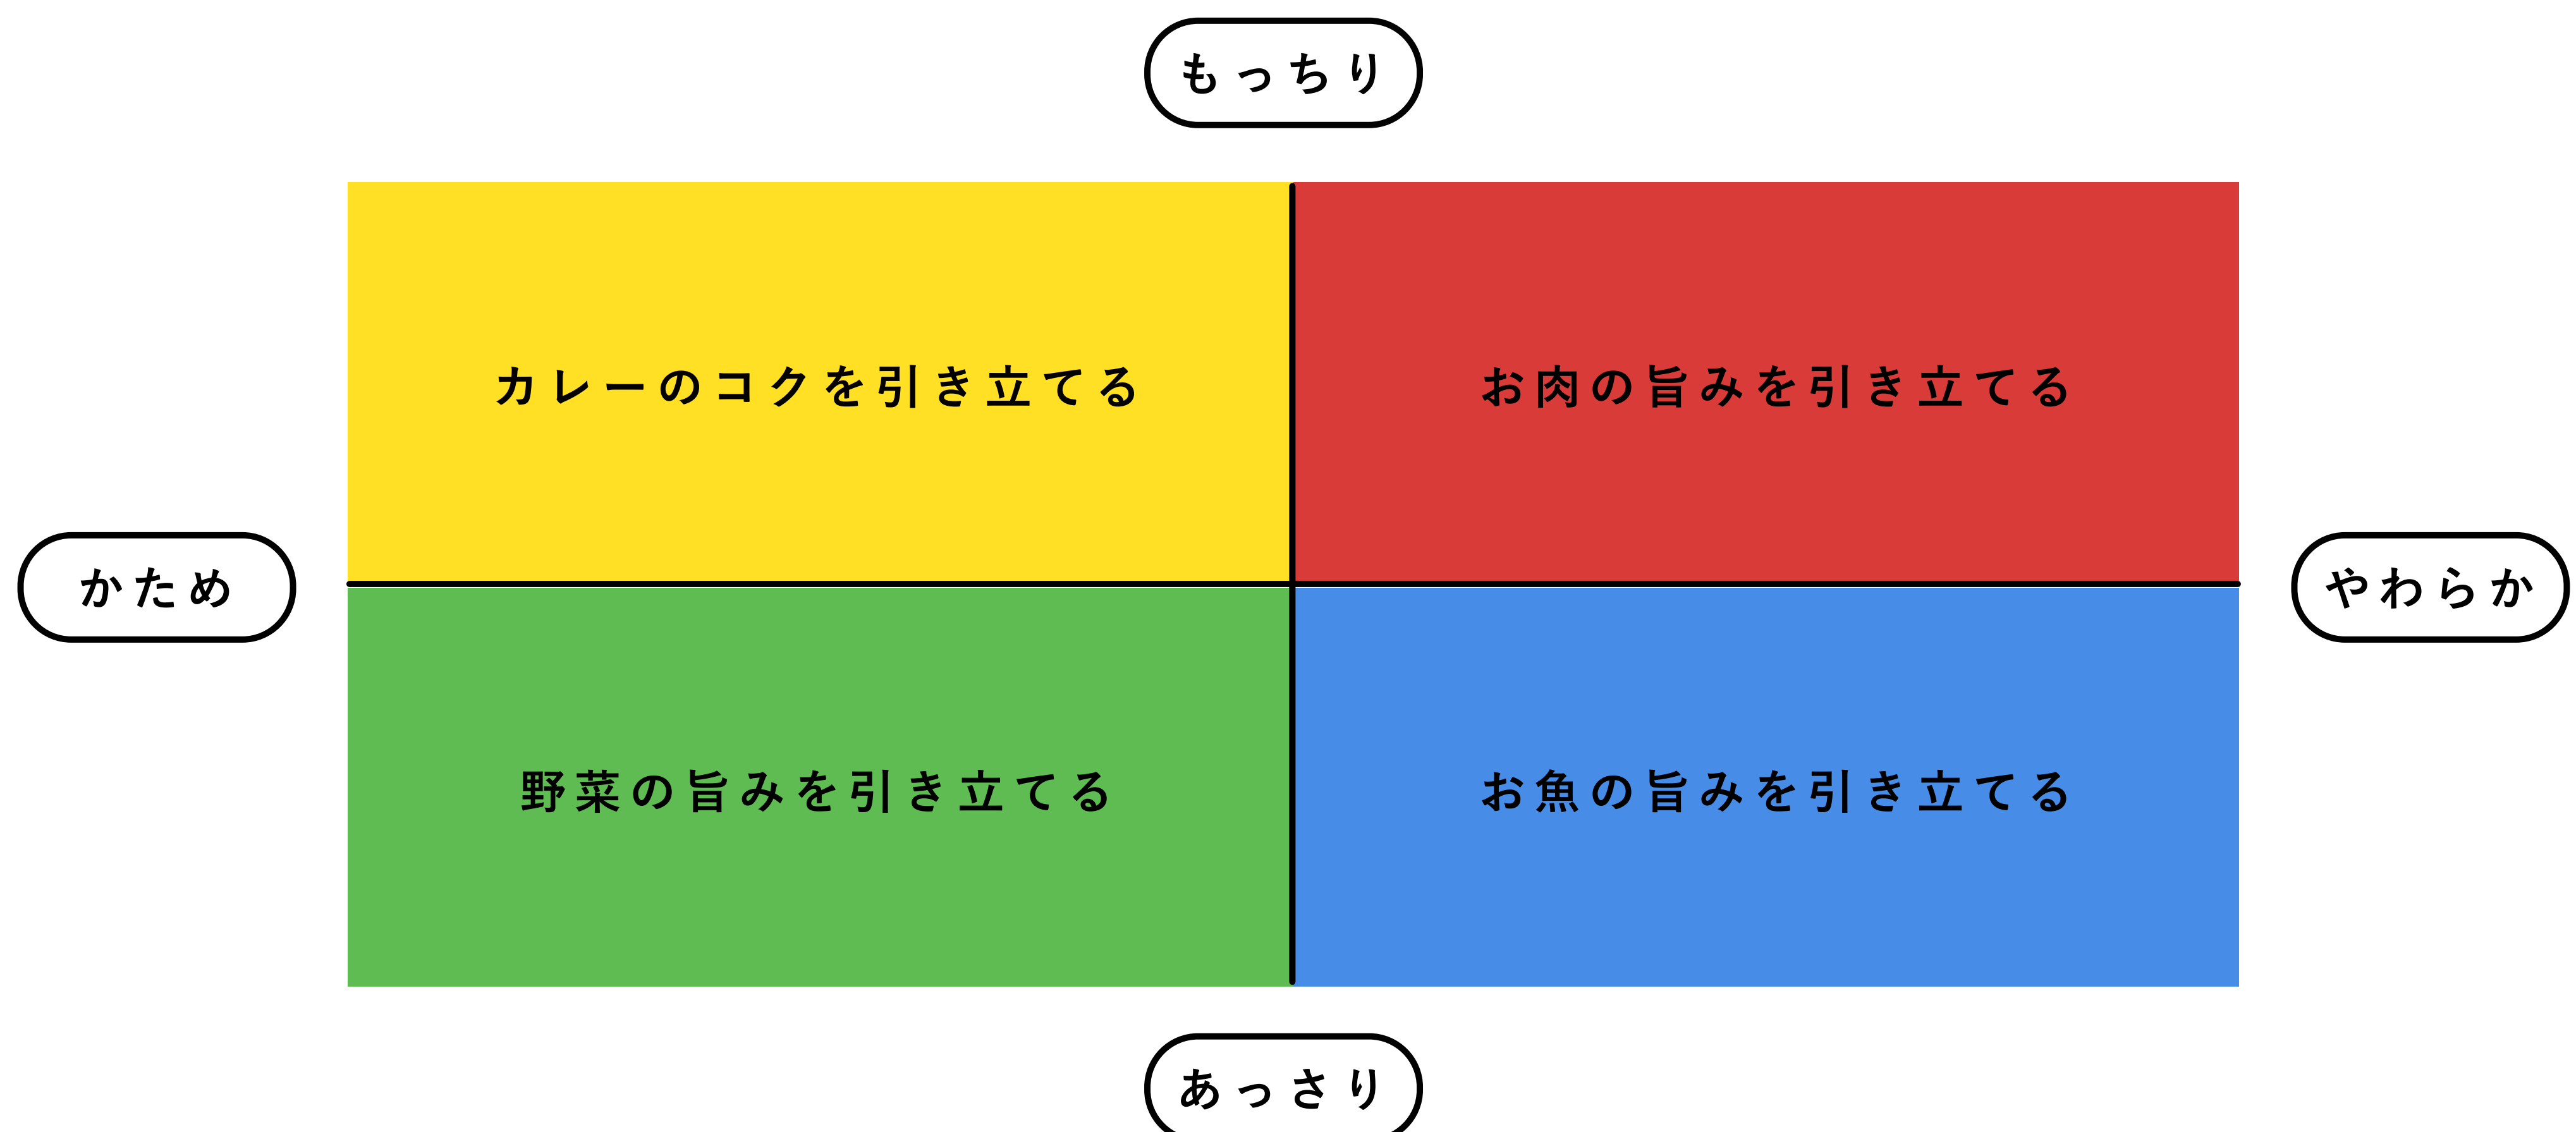 もっちり
カレーのコクを引き立てる
お肉の旨みを引き立てる
かため
やわらか
野菜の旨みを引き立てる
お魚の旨みを引き立てる
あっさり